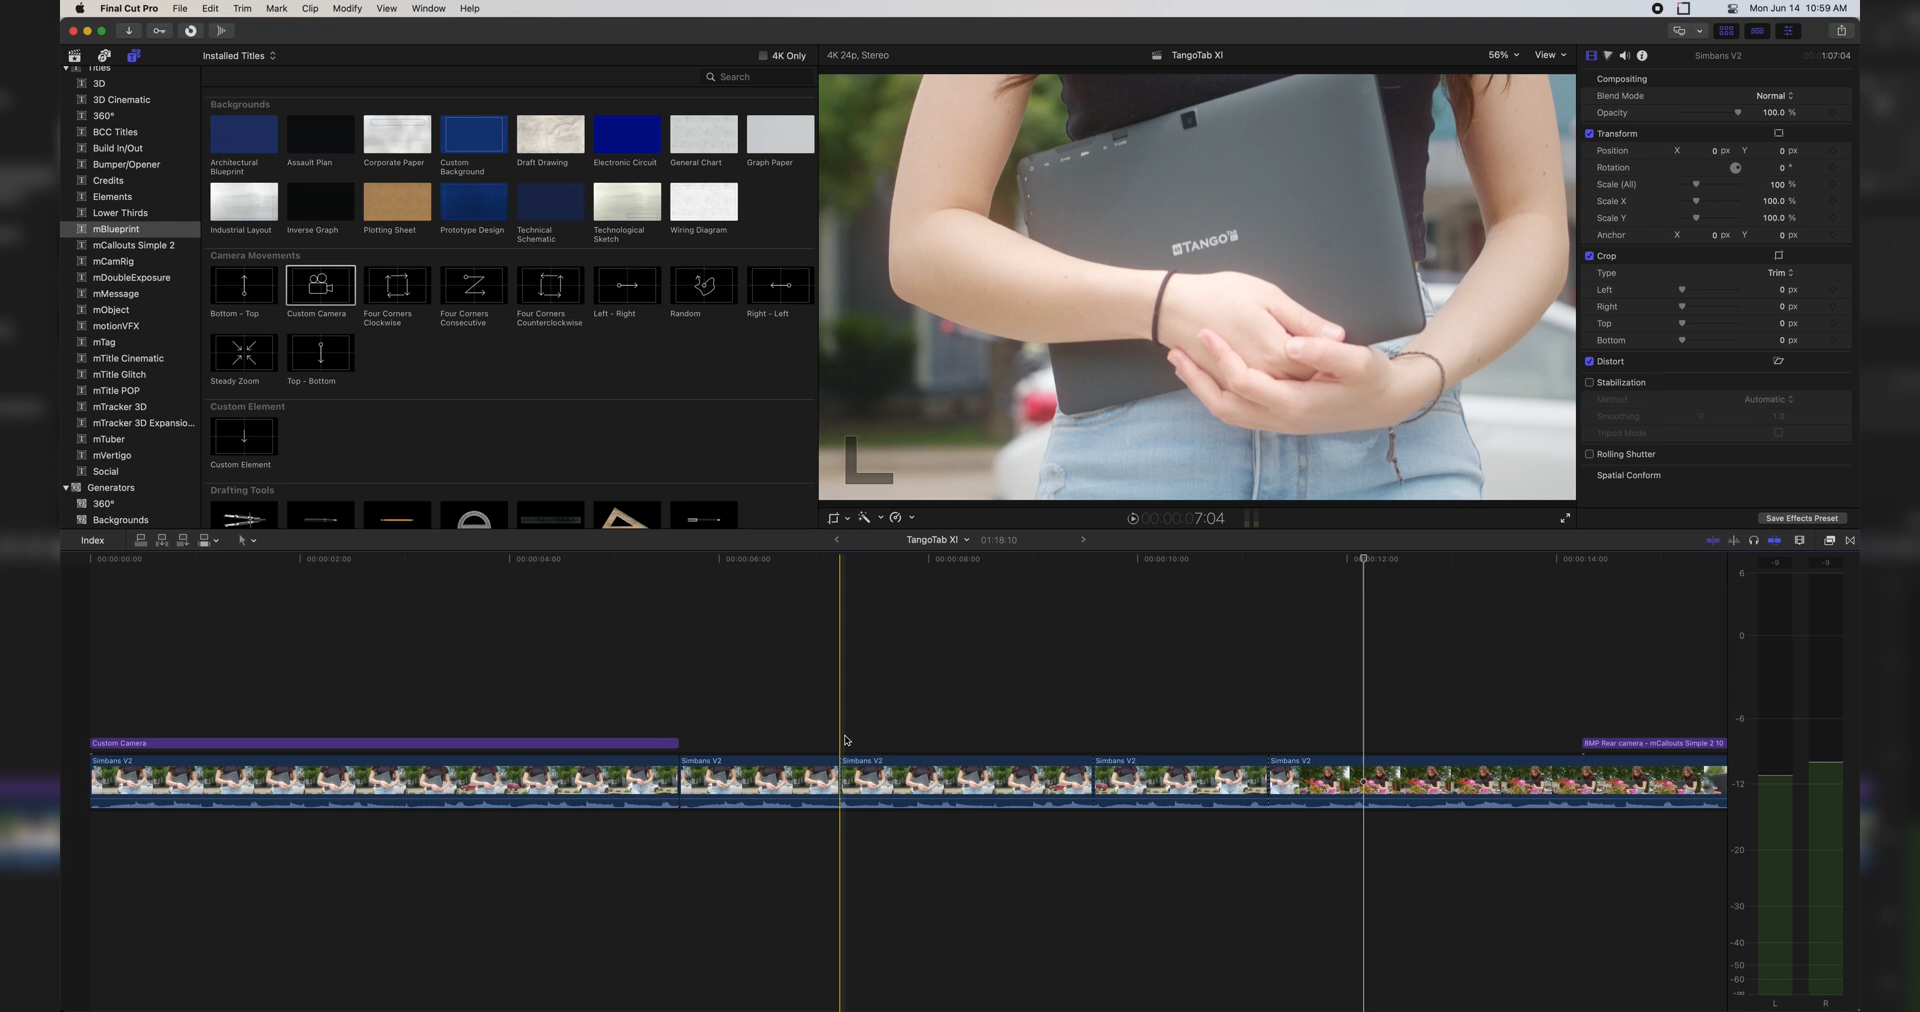 Final Cut Pro File Edit Trim Mark Clip Modify View Window Help
Mon Jun 14 10:59 AM
Installed Titles
4K Only
4K 24p, Stereo
TangoTab XI
56%
View
Simbans V2
1:07:04
Titles
3D
3D Cinematic
360°
BCC Titles
Build In/Out
Bumper/Opener
Credits
Elements
Lower Thirds
mBlueprint
mCallouts Simple 2
mCamRig
mDoubleExposure
mMessage
mObject
motionVFX
mTag
mTitle Cinematic
mTitle Glitch
mTitle POP
mTracker 3D
mTracker 3D Expansio...
mTuber
mVertigo
Social
Generators
360°
Backgrounds
Search
Backgrounds
Architectural Blueprint
Assault Plan
Corporate Paper
Custom Background
Draft Drawing
Electronic Circuit
General Chart
Graph Paper
Industrial Layout
Inverse Graph
Plotting Sheet
Prototype Design
Technical Schematic
Technological Sketch
Wiring Diagram
Camera Movements
Bottom - Top
Custom Camera
Four Corners Clockwise
Four Corners Consecutive
Four Corners Counterclockwise
Left - Right
Random
Right - Left
Steady Zoom
Top - Bottom
Custom Element
Custom Element
Drafting Tools
TANGO TAB
Compositing
Blend Mode Normal
Opacity 100.0 %
Transform
Position X 0 px Y 0 px
Rotation 0 °
Scale (All) 100 %
Scale X 100.0 %
Scale Y 100.0 %
Anchor X 0 px Y 0 px
Crop
Type Trim
Left 0 px
Right 0 px
Top 0 px
Bottom 0 px
Distort
Stabilization
Method Automatic
Smoothing 1.0
Tripod Mode
Rolling Shutter
Spatial Conform
Save Effects Preset
00:00:00:07:04
Index
TangoTab XI
01:18:10
00:00:00:00
00:00:02:00
00:00:04:00
00:00:06:00
00:00:08:00
00:00:10:00
00:00:12:00
00:00:14:00
Custom Camera
8MP Rear camera - mCallouts Simple 2 10
Simbans V2
Simbans V2
Simbans V2
Simbans V2
Simbans V2
-9 -9
6
0
-6
-12
-20
-30
-40
-50
-60
-∞
L R